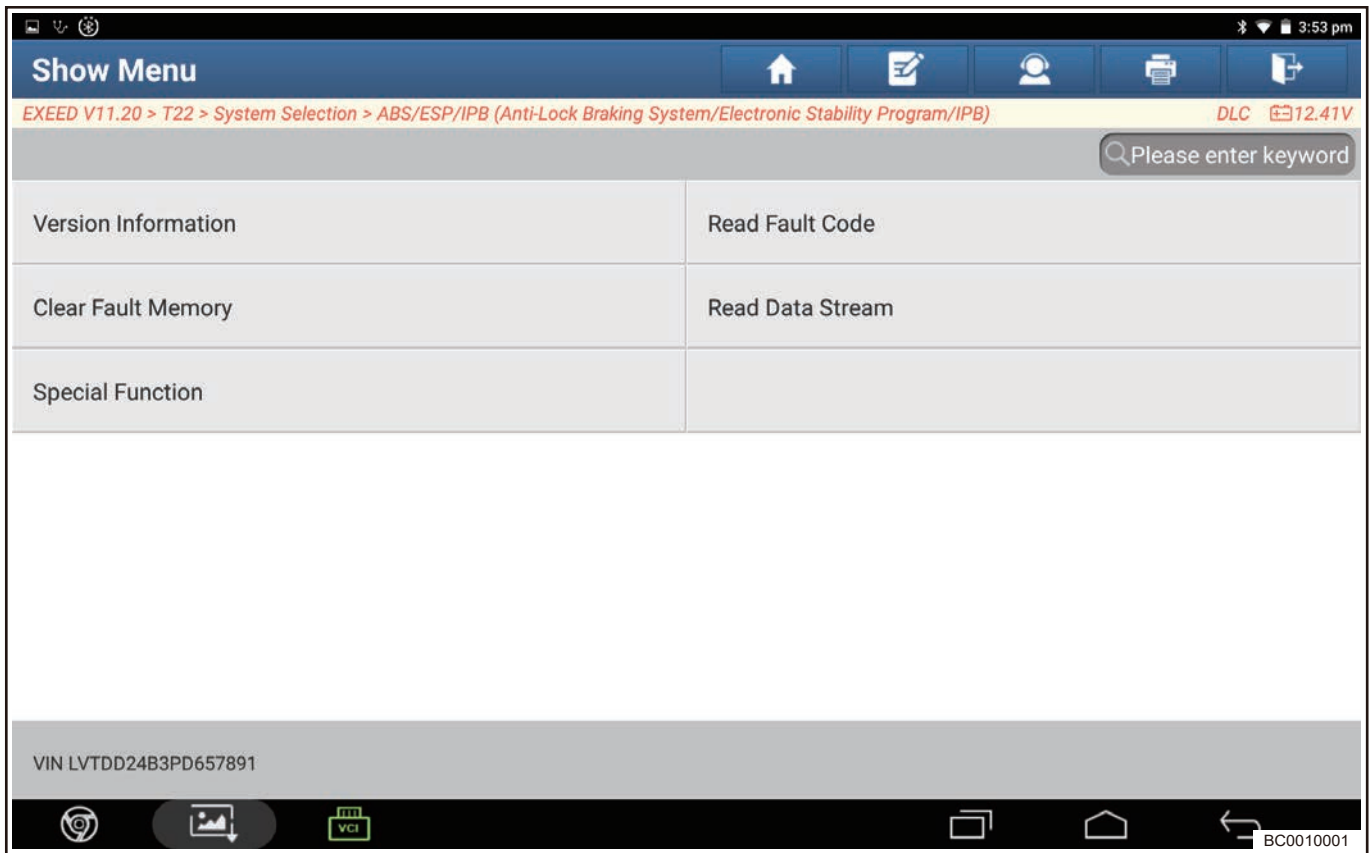 3:53 pm
Show Menu
EXEED V11.20 > T22 > System Selection > ABS/ESP/IPB (Anti-Lock Braking System/Electronic Stability Program/IPB) DLC 12.41V
Please enter keyword
Version Information Read Fault Code
Clear Fault Memory Read Data Stream
Special Function
VIN LVTDD24B3PD657891
VCI
BC0010001